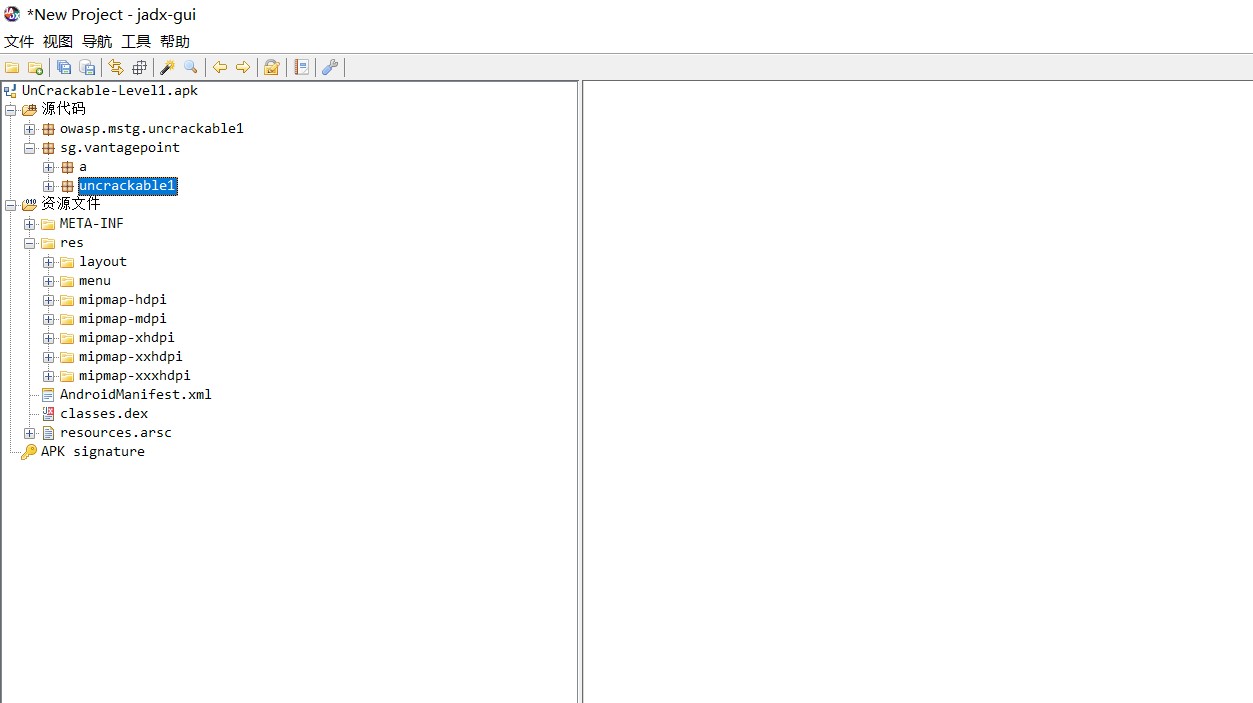 *New Project - jadx-gui
文件 视图 导航 工具 帮助
UnCrackable-Level1.apk
源代码
owasp.mstg.uncrackable1
sg.vantagepoint
a
uncrackable1
资源文件
META-INF
res
layout
menu
mipmap-hdpi
mipmap-mdpi
mipmap-xhdpi
mipmap-xxhdpi
mipmap-xxxhdpi
AndroidManifest.xml
classes.dex
resources.arsc
APK signature